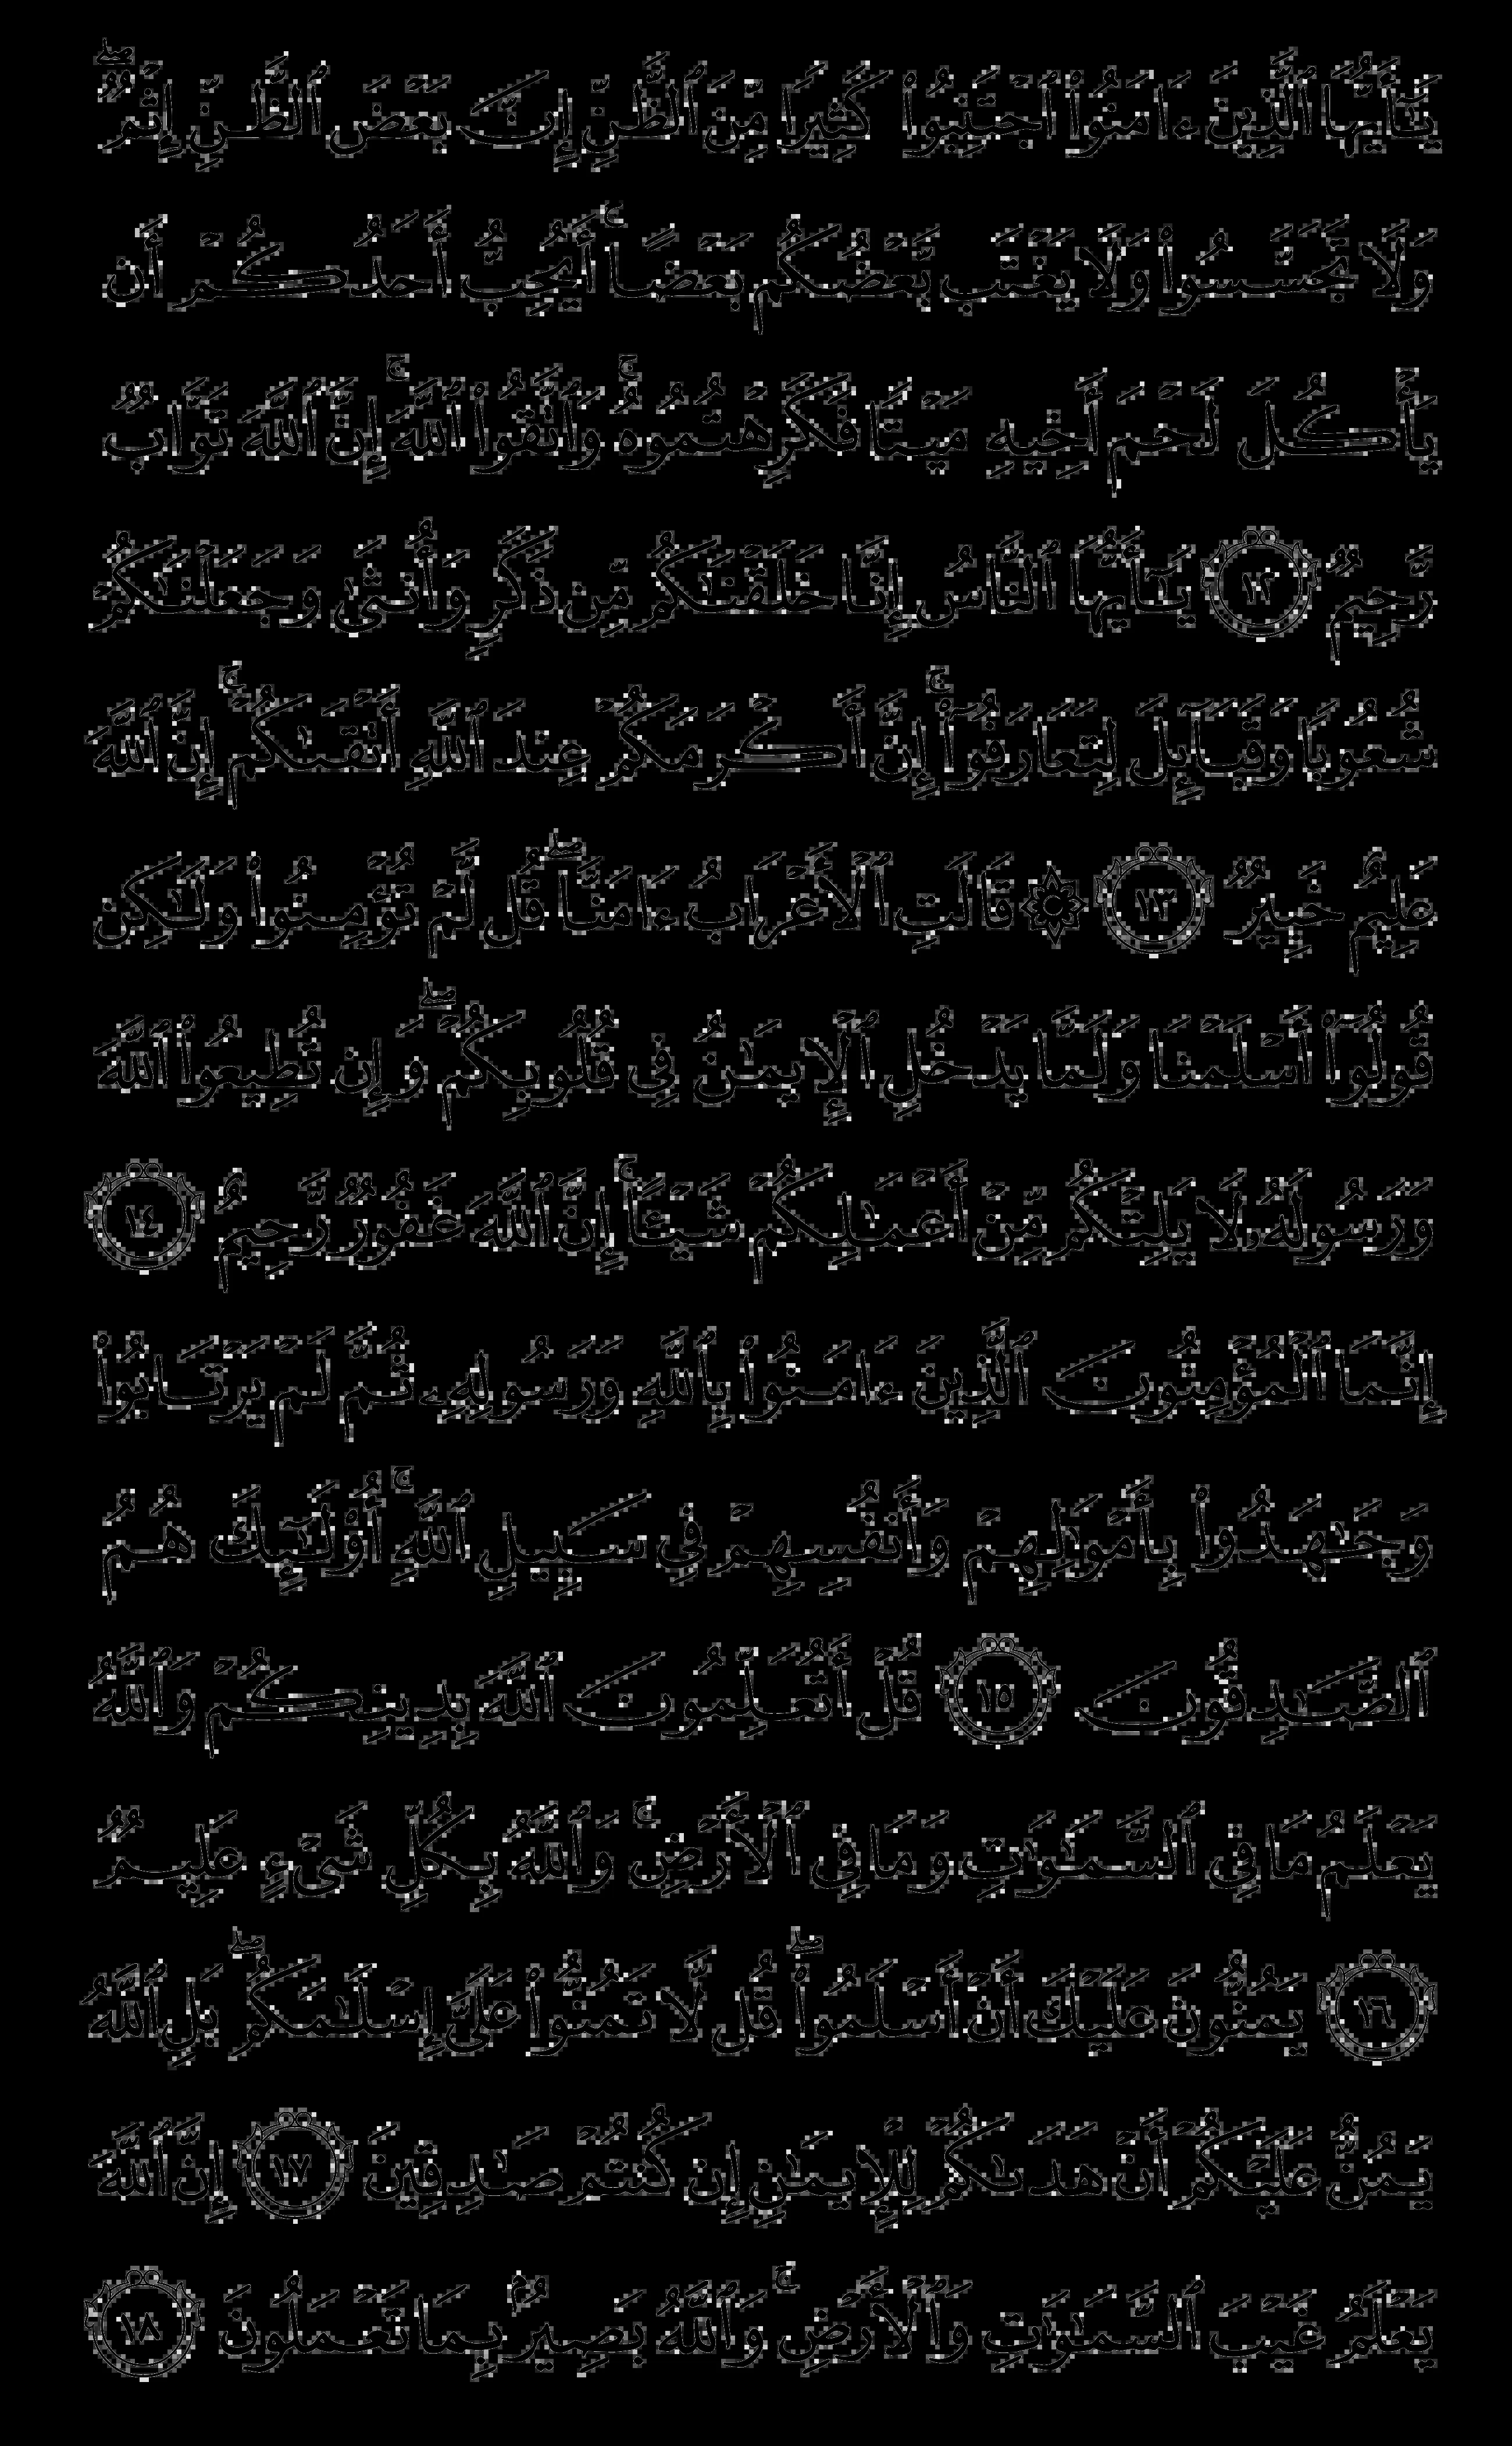 يَـٰٓأَيُّهَا ٱلَّذِينَ ءَامَنُوا۟ ٱجْتَنِبُوا۟ كَثِيرًا مِّنَ ٱلظَّنِّ إِنَّ بَعْضَ ٱلظَّنِّ إِثْمٌ ۖ
وَلَا تَجَسَّسُوا۟ وَلَا يَغْتَب بَّعْضُكُم بَعْضًا ۚ أَيُحِبُّ أَحَدُكُمْ أَن
يَأْكُلَ لَحْمَ أَخِيهِ مَيْتًا فَكَرِهْتُمُوهُ ۚ وَٱتَّقُوا۟ ٱللَّهَ ۚ إِنَّ ٱللَّهَ تَوَّابٌ
رَّحِيمٌ ١٢ يَـٰٓأَيُّهَا ٱلنَّاسُ إِنَّا خَلَقْنَـٰكُم مِّن ذَكَرٍ وَأُنثَىٰ وَجَعَلْنَـٰكُمْ
شُعُوبًا وَقَبَآئِلَ لِتَعَارَفُوٓا۟ ۚ إِنَّ أَكْرَمَكُمْ عِندَ ٱللَّهِ أَتْقَىٰكُمْ ۚ إِنَّ ٱللَّهَ
عَلِيمٌ خَبِيرٌ ١٣ ۞ قَالَتِ ٱلْأَعْرَابُ ءَامَنَّا ۖ قُل لَّمْ تُؤْمِنُوا۟ وَلَـٰكِن
قُولُوٓا۟ أَسْلَمْنَا وَلَمَّا يَدْخُلِ ٱلْإِيمَـٰنُ فِى قُلُوبِكُمْ ۖ وَإِن تُطِيعُوا۟ ٱللَّهَ
وَرَسُولَهُۥ لَا يَلِتْكُم مِّنْ أَعْمَـٰلِكُمْ شَيْـًٔا ۚ إِنَّ ٱللَّهَ غَفُورٌ رَّحِيمٌ ١٤
إِنَّمَا ٱلْمُؤْمِنُونَ ٱلَّذِينَ ءَامَنُوا۟ بِٱللَّهِ وَرَسُولِهِۦ ثُمَّ لَمْ يَرْتَابُوا۟
وَجَـٰهَدُوا۟ بِأَمْوَٰلِهِمْ وَأَنفُسِهِمْ فِى سَبِيلِ ٱللَّهِ ۚ أُو۟لَـٰٓئِكَ هُمُ
ٱلصَّـٰدِقُونَ ١٥ قُلْ أَتُعَلِّمُونَ ٱللَّهَ بِدِينِكُمْ وَٱللَّهُ
يَعْلَمُ مَا فِى ٱلسَّمَـٰوَٰتِ وَمَا فِى ٱلْأَرْضِ ۚ وَٱللَّهُ بِكُلِّ شَىْءٍ عَلِيمٌ
١٦ يَمُنُّونَ عَلَيْكَ أَنْ أَسْلَمُوا۟ ۖ قُل لَّا تَمُنُّوا۟ عَلَىَّ إِسْلَـٰمَكُم ۖ بَلِ ٱللَّهُ
يَمُنُّ عَلَيْكُمْ أَنْ هَدَىٰكُمْ لِلْإِيمَـٰنِ إِن كُنتُمْ صَـٰدِقِينَ ١٧ إِنَّ ٱللَّهَ
يَعْلَمُ غَيْبَ ٱلسَّمَـٰوَٰتِ وَٱلْأَرْضِ ۚ وَٱللَّهُ بَصِيرٌۢ بِمَا تَعْمَلُونَ ١٨